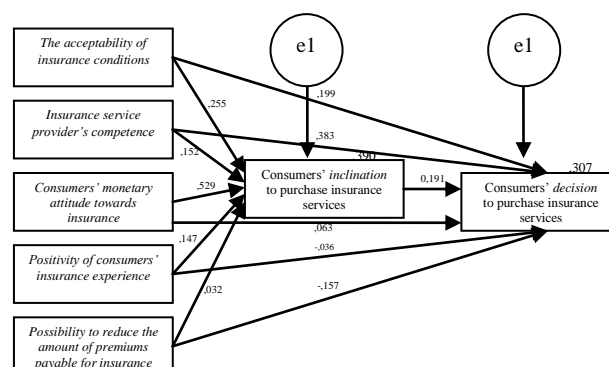 The acceptability of
insurance conditions
Insurance service
provider's competence
Consumers' monetary
attitude towards
insurance
Positivity of consumers'
insurance experience
Possibility to reduce the
amount of premiums
payable for insurance
e1
e1
,255
,199
,152
,383
,529
,390
,307
Consumers' inclination
to purchase insurance
services
0,191
Consumers' decision
to purchase insurance
services
,147
,063
-,036
,032
-,157